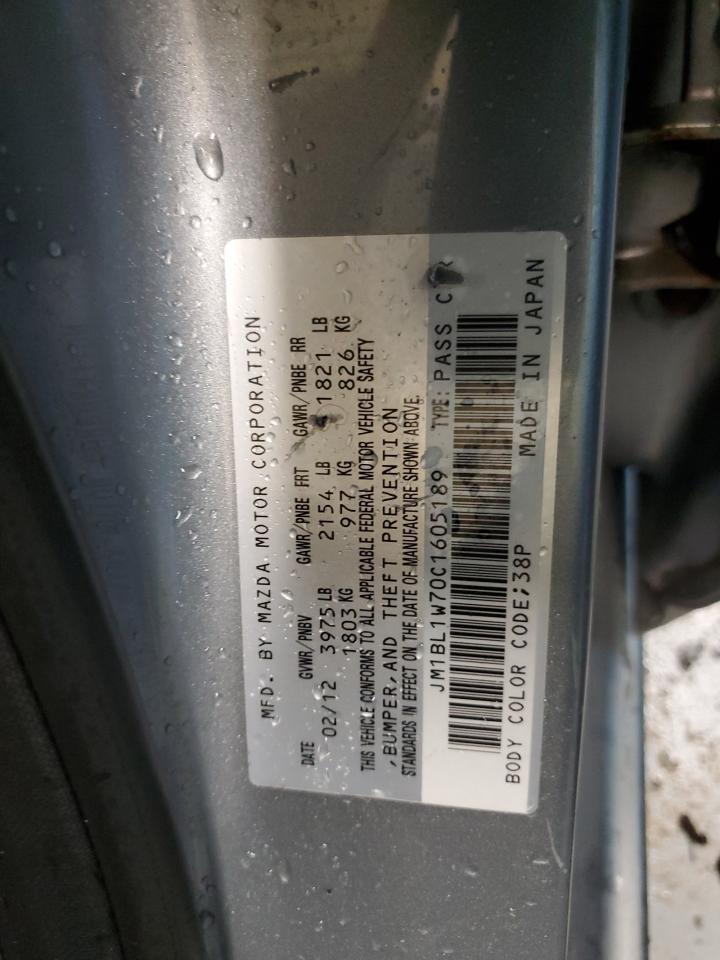 MFD. BY MAZDA MOTOR CORPORATION
DATE GVWR/PNBV GAWR/PNBE FRT GAWR/PNBE RR
02/12 3975 LB 2154 LB 1821 LB
1803 KG 977 KG 826 KG
THIS VEHICLE CONFORMS TO ALL APPLICABLE FEDERAL MOTOR VEHICLE SAFETY
,BUMPER,AND THEFT PREVENTION
STANDARDS IN EFFECT ON THE DATE OF MANUFACTURE SHOWN ABOVE.
JM1BL1W70C1605189 TYPE: PASS
BODY COLOR CODE;38P MADE IN JAPAN